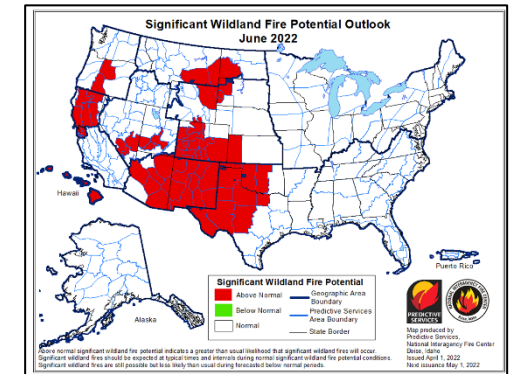 Significant Wildland Fire Potential Outlook
June 2022
Hawaii
Alaska
Puerto Rico
Significant Wildland Fire Potential
Above Normal
Below Normal
Normal
Geographic Area
Boundary
Predictive Services
Area Boundary
State Border
PREDICTIVE
SERVICES
Map produced by
Predictive Services,
National Interagency Fire Center
Boise, Idaho
Issued April 1, 2022
Next issuance May 1, 2022
Above normal significant wildland fire potential indicates a greater than usual likelihood that significant wildland fires will occur.
Significant wildland fires should be expected at typical times and intervals during normal significant wildland fire potential conditions.
Significant wildland fires are still possible but less likely than usual during forecasted below normal periods.